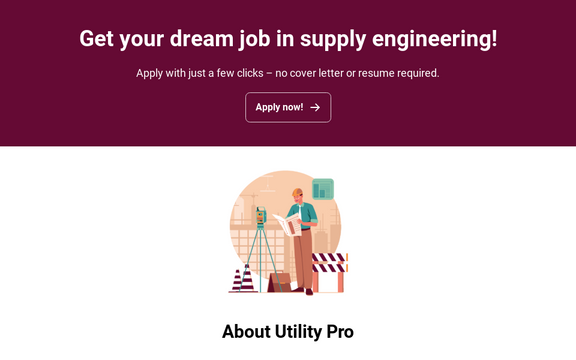 Get your dream job in supply engineering!
Apply with just a few clicks – no cover letter or resume required.
Apply now! →
About Utility Pro